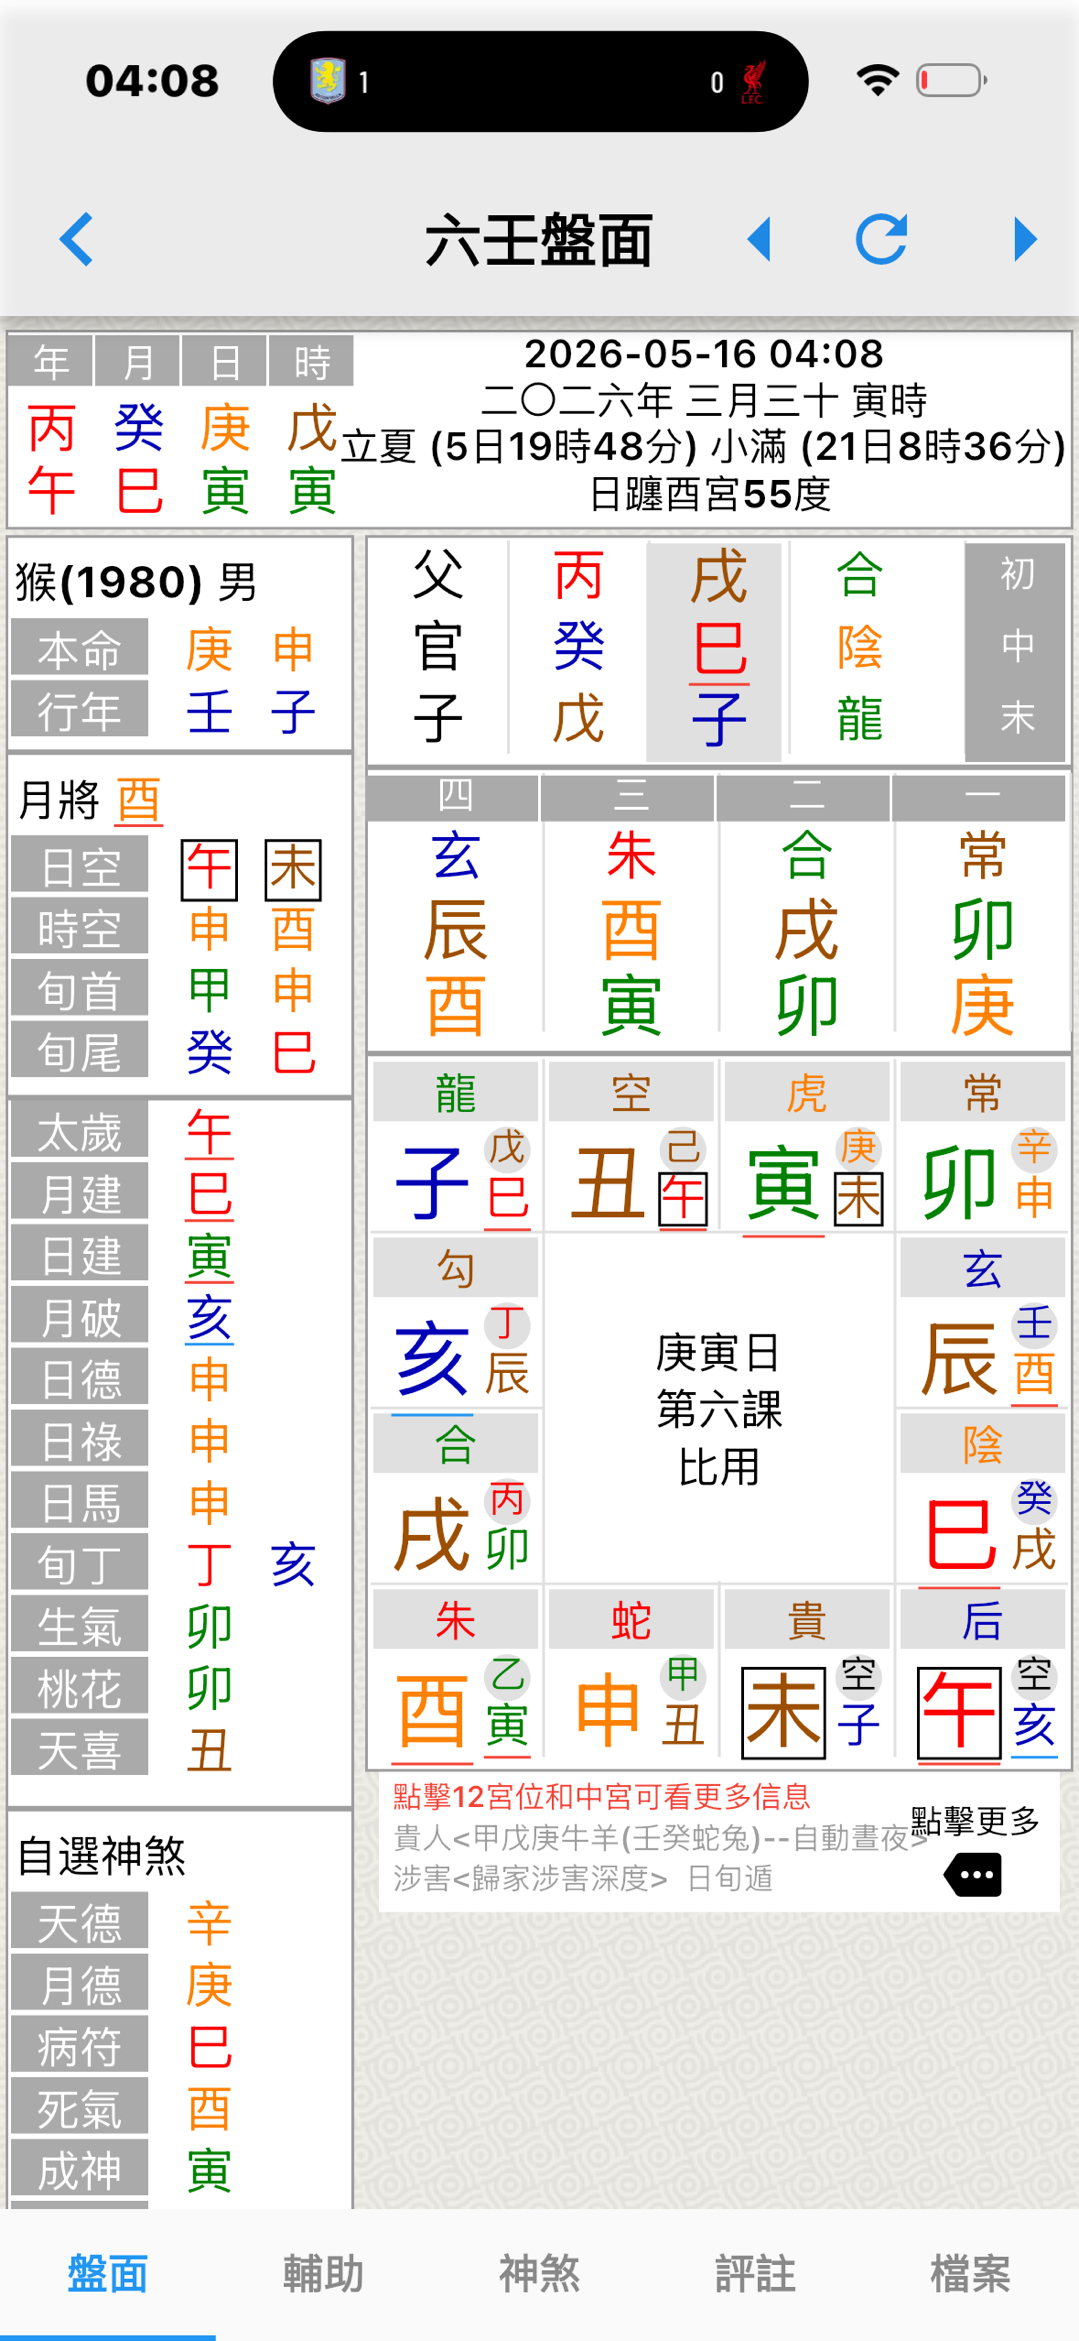 04:08
1
0
LFC
六壬盤面
年 月 日 時
丙 癸 庚 戊
午 巳 寅 寅
2026-05-16 04:08
二〇二六年 三月三十 寅時
立夏 (5日19時48分) 小滿 (21日8時36分)
日躔酉宮55度
猴(1980) 男
本命 庚 申
行年 壬 子
月將 酉
日空 午 未
時空 申 酉
旬首 甲 申
旬尾 癸 巳
太歲 午
月建 巳
日建 寅
月破 亥
日德 申
日祿 申
日馬 申
旬丁 丁 亥
生氣 卯
桃花 卯
天喜 丑
自選神煞
天德 辛
月德 庚
病符 巳
死氣 酉
成神 寅
父 丙 戌 合 初
官 癸 巳 陰 中
子 戊 子 龍 末
四 三 二 一
玄 朱 合 常
辰 酉 戌 卯
酉 寅 卯 庚
龍 空 虎 常
子 戊 巳 丑 己 午 寅 庚 未 卯 辛 申
勾 玄
亥 丁 辰 辰 壬 酉
庚寅日
第六課
比用
合 陰
戌 丙 卯 巳 癸 戌
朱 蛇 貴 后
酉 乙 寅 申 甲 丑 未 空 子 午 空 亥
點擊12宮位和中宮可看更多信息
貴人<甲戊庚牛羊(壬癸蛇兔)--自動晝夜>
涉害<歸家涉害深度> 日旬遁
點擊更多
盤面 輔助 神煞 評註 檔案